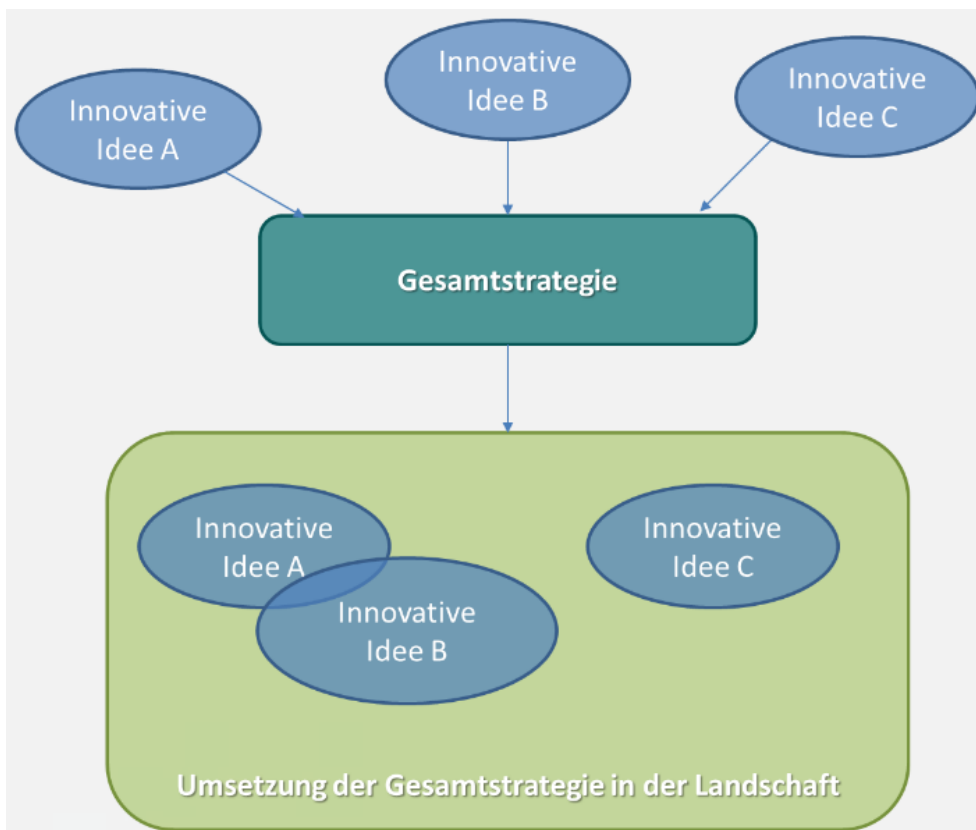 Innovative
Idee A
Innovative
Idee B
Innovative
Idee C
Gesamtstrategie
Innovative
Idee A
Innovative
Idee B
Innovative
Idee C
Umsetzung der Gesamtstrategie in der Landschaft